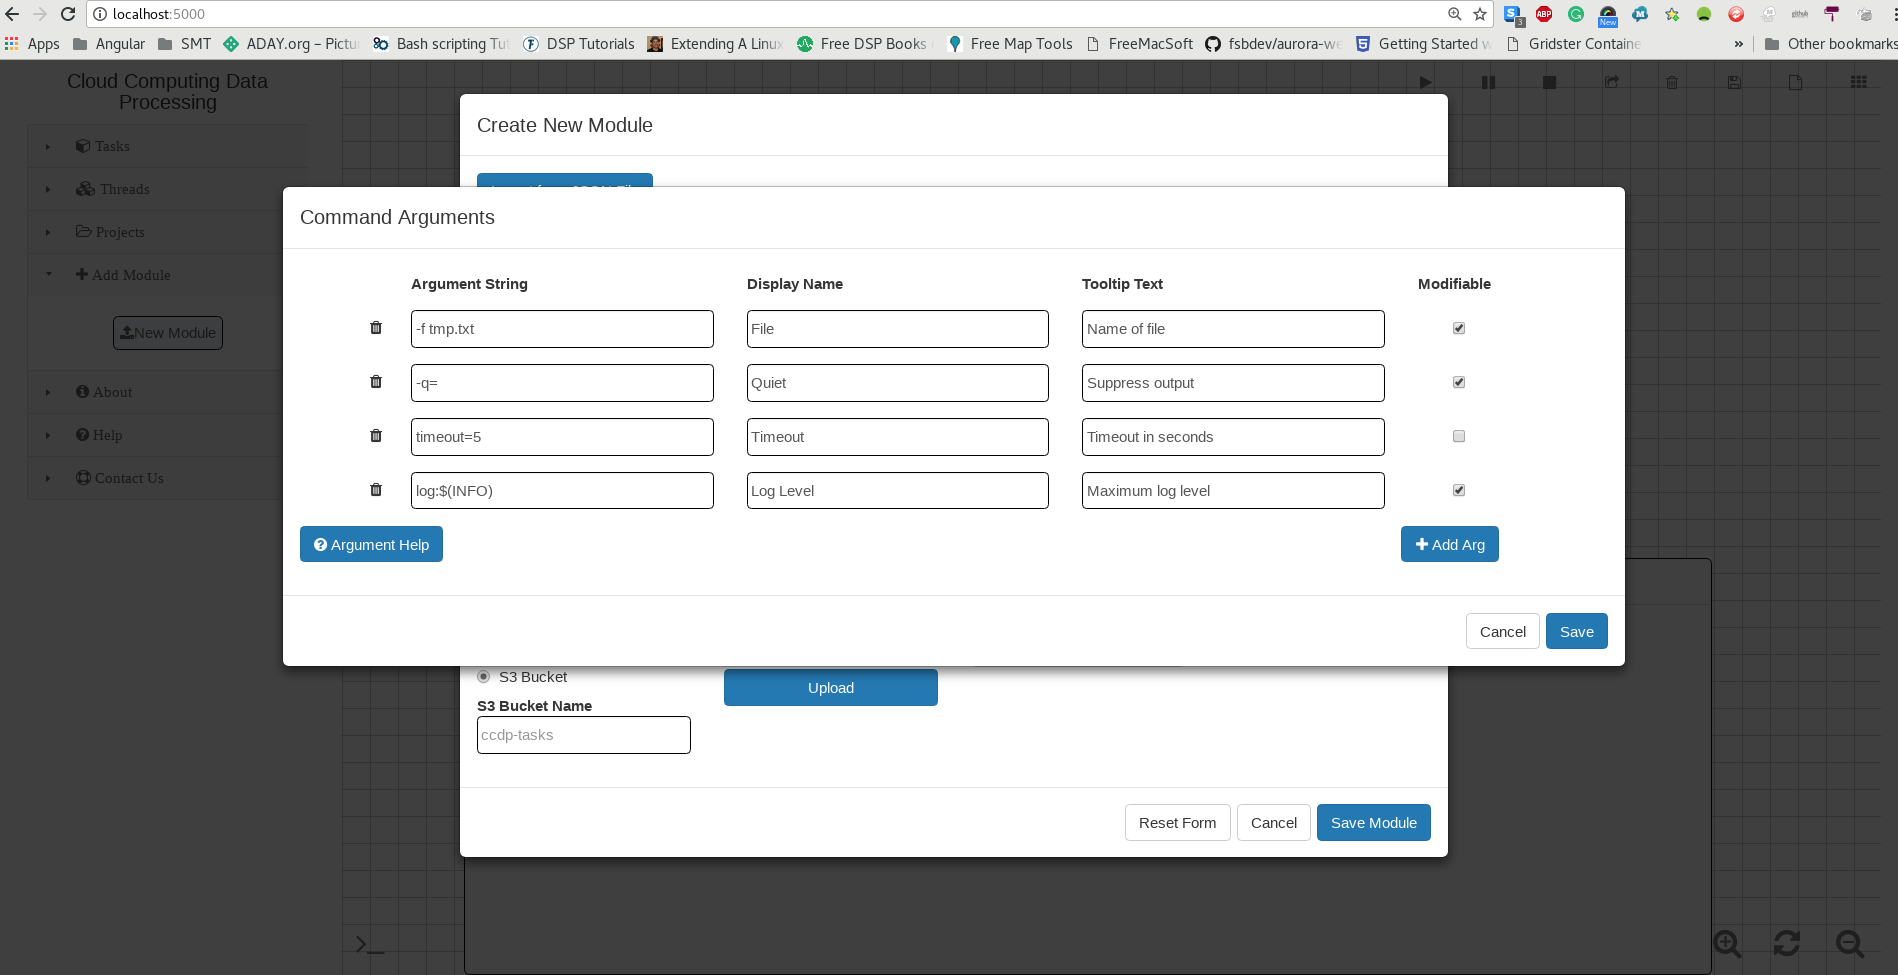 localhost:5000
Apps Angular SMT ADAY.org – Pictu Bash scripting Tut DSP Tutorials Extending A Linux Free DSP Books Free Map Tools FreeMacSoft fsbdev/aurora-we Getting Started w Gridster Containe » Other bookmarks
Cloud Computing Data
Processing
Tasks
Threads
Projects
Add Module
New Module
About
Help
Contact Us
Create New Module
Command Arguments
Argument String Display Name Tooltip Text Modifiable
-f tmp.txt File Name of file
-q= Quiet Suppress output
timeout=5 Timeout Timeout in seconds
log:$(INFO) Log Level Maximum log level
Argument Help Add Arg
Cancel Save
S3 Bucket
Upload
S3 Bucket Name
ccdp-tasks
Reset Form Cancel Save Module